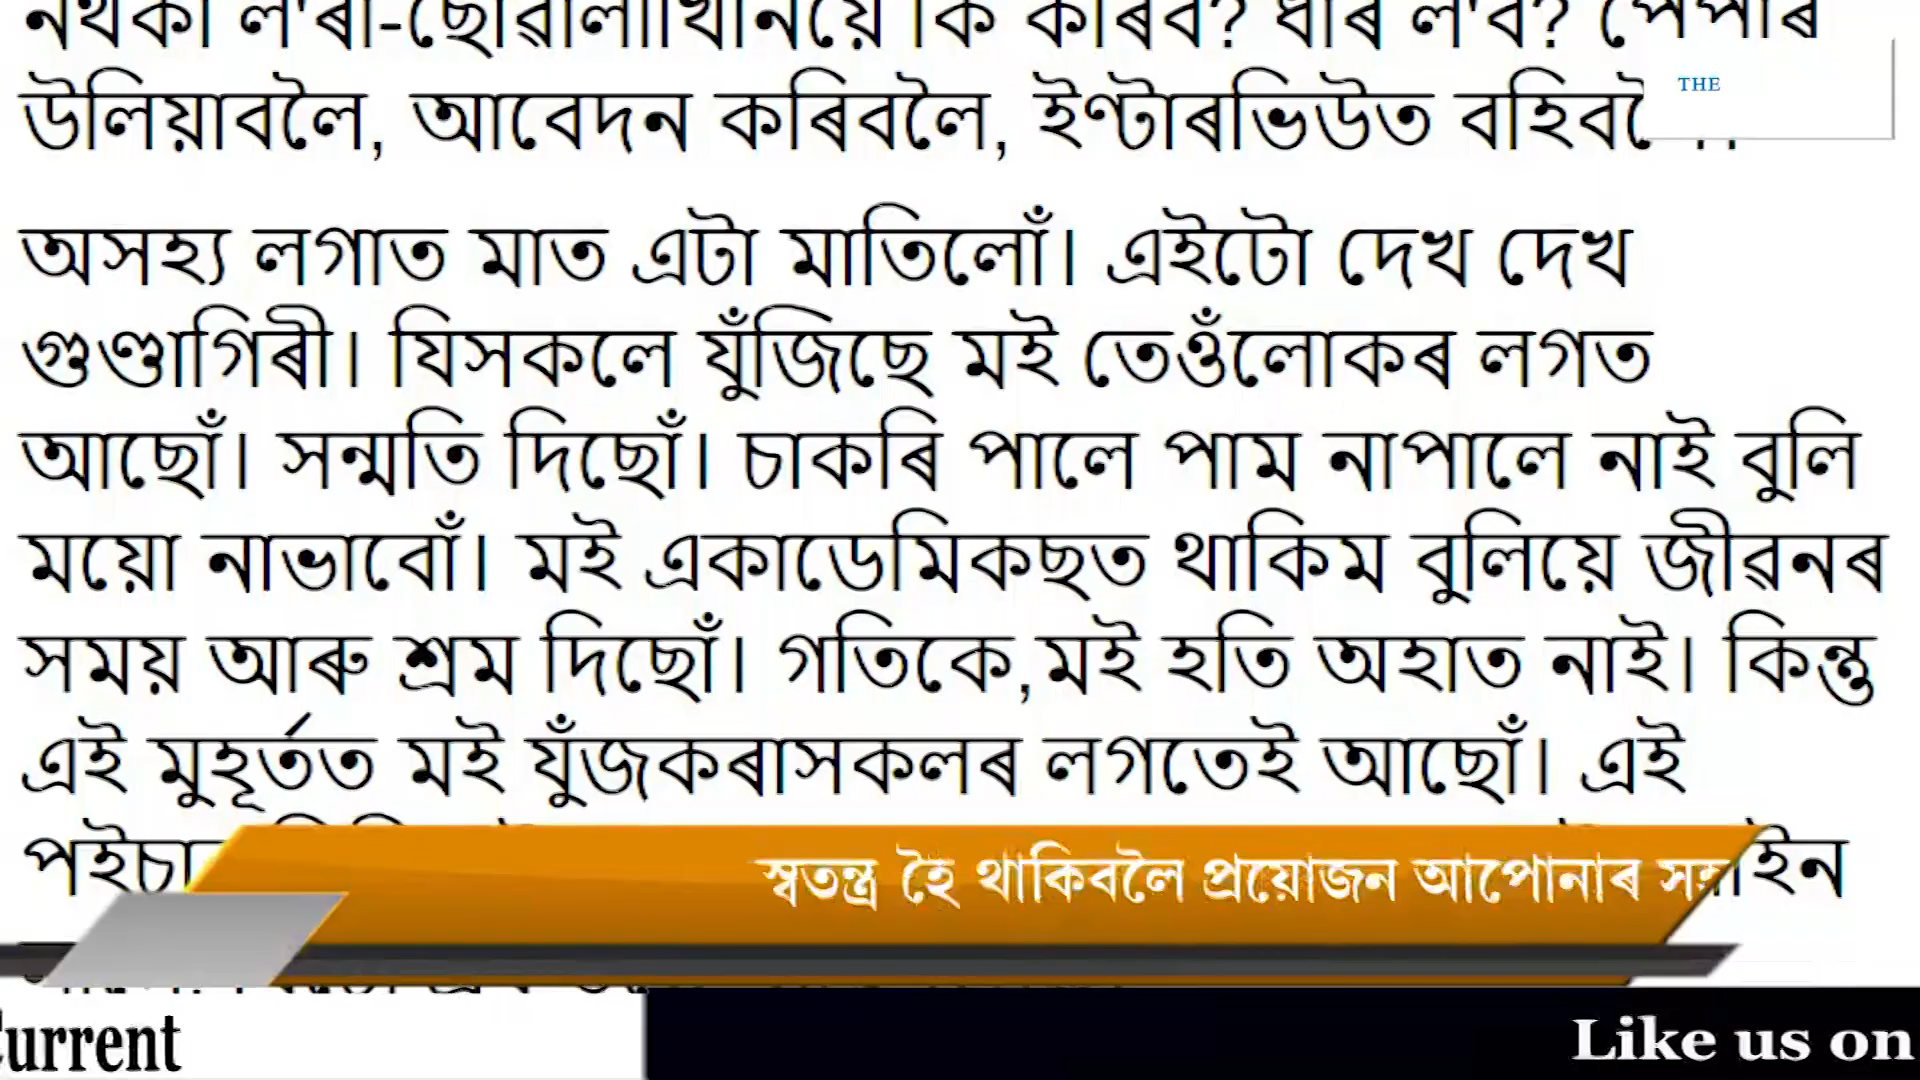 নথকা ল'ৰা-ছোৱালীখিনিয়ে কি কৰিব? ধাৰ ল'ব? পেপাৰ
THE
উলিয়াবলৈ, আবেদন কৰিবলৈ, ইণ্টাৰভিউত
অসহ্য লগাত মাত এটা মাতিলোঁ। এইটো দেখ দেখ
গুণ্ডাগিৰী। যিসকলে যুঁজিছে মই তেওঁলোকৰ লগত
আছোঁ। সন্মতি দিছোঁ। চাকৰি পালে পাম নাপালে নাই বুলি
ময়ো নাভাবোঁ। মই একাডেমিকছত থাকিম বুলিয়ে জীৱনৰ
সময় আৰু শ্ৰম দিছোঁ। গতিকে,মই হতি অহাত নাই। কিন্তু
এই মুহূৰ্তত মই যুঁজকৰাসকলৰ লগতেই আছোঁ। এই
স্বতন্ত্ৰ হৈ থাকিবলৈ প্ৰয়োজন আপোনাৰ
Current
Like us on